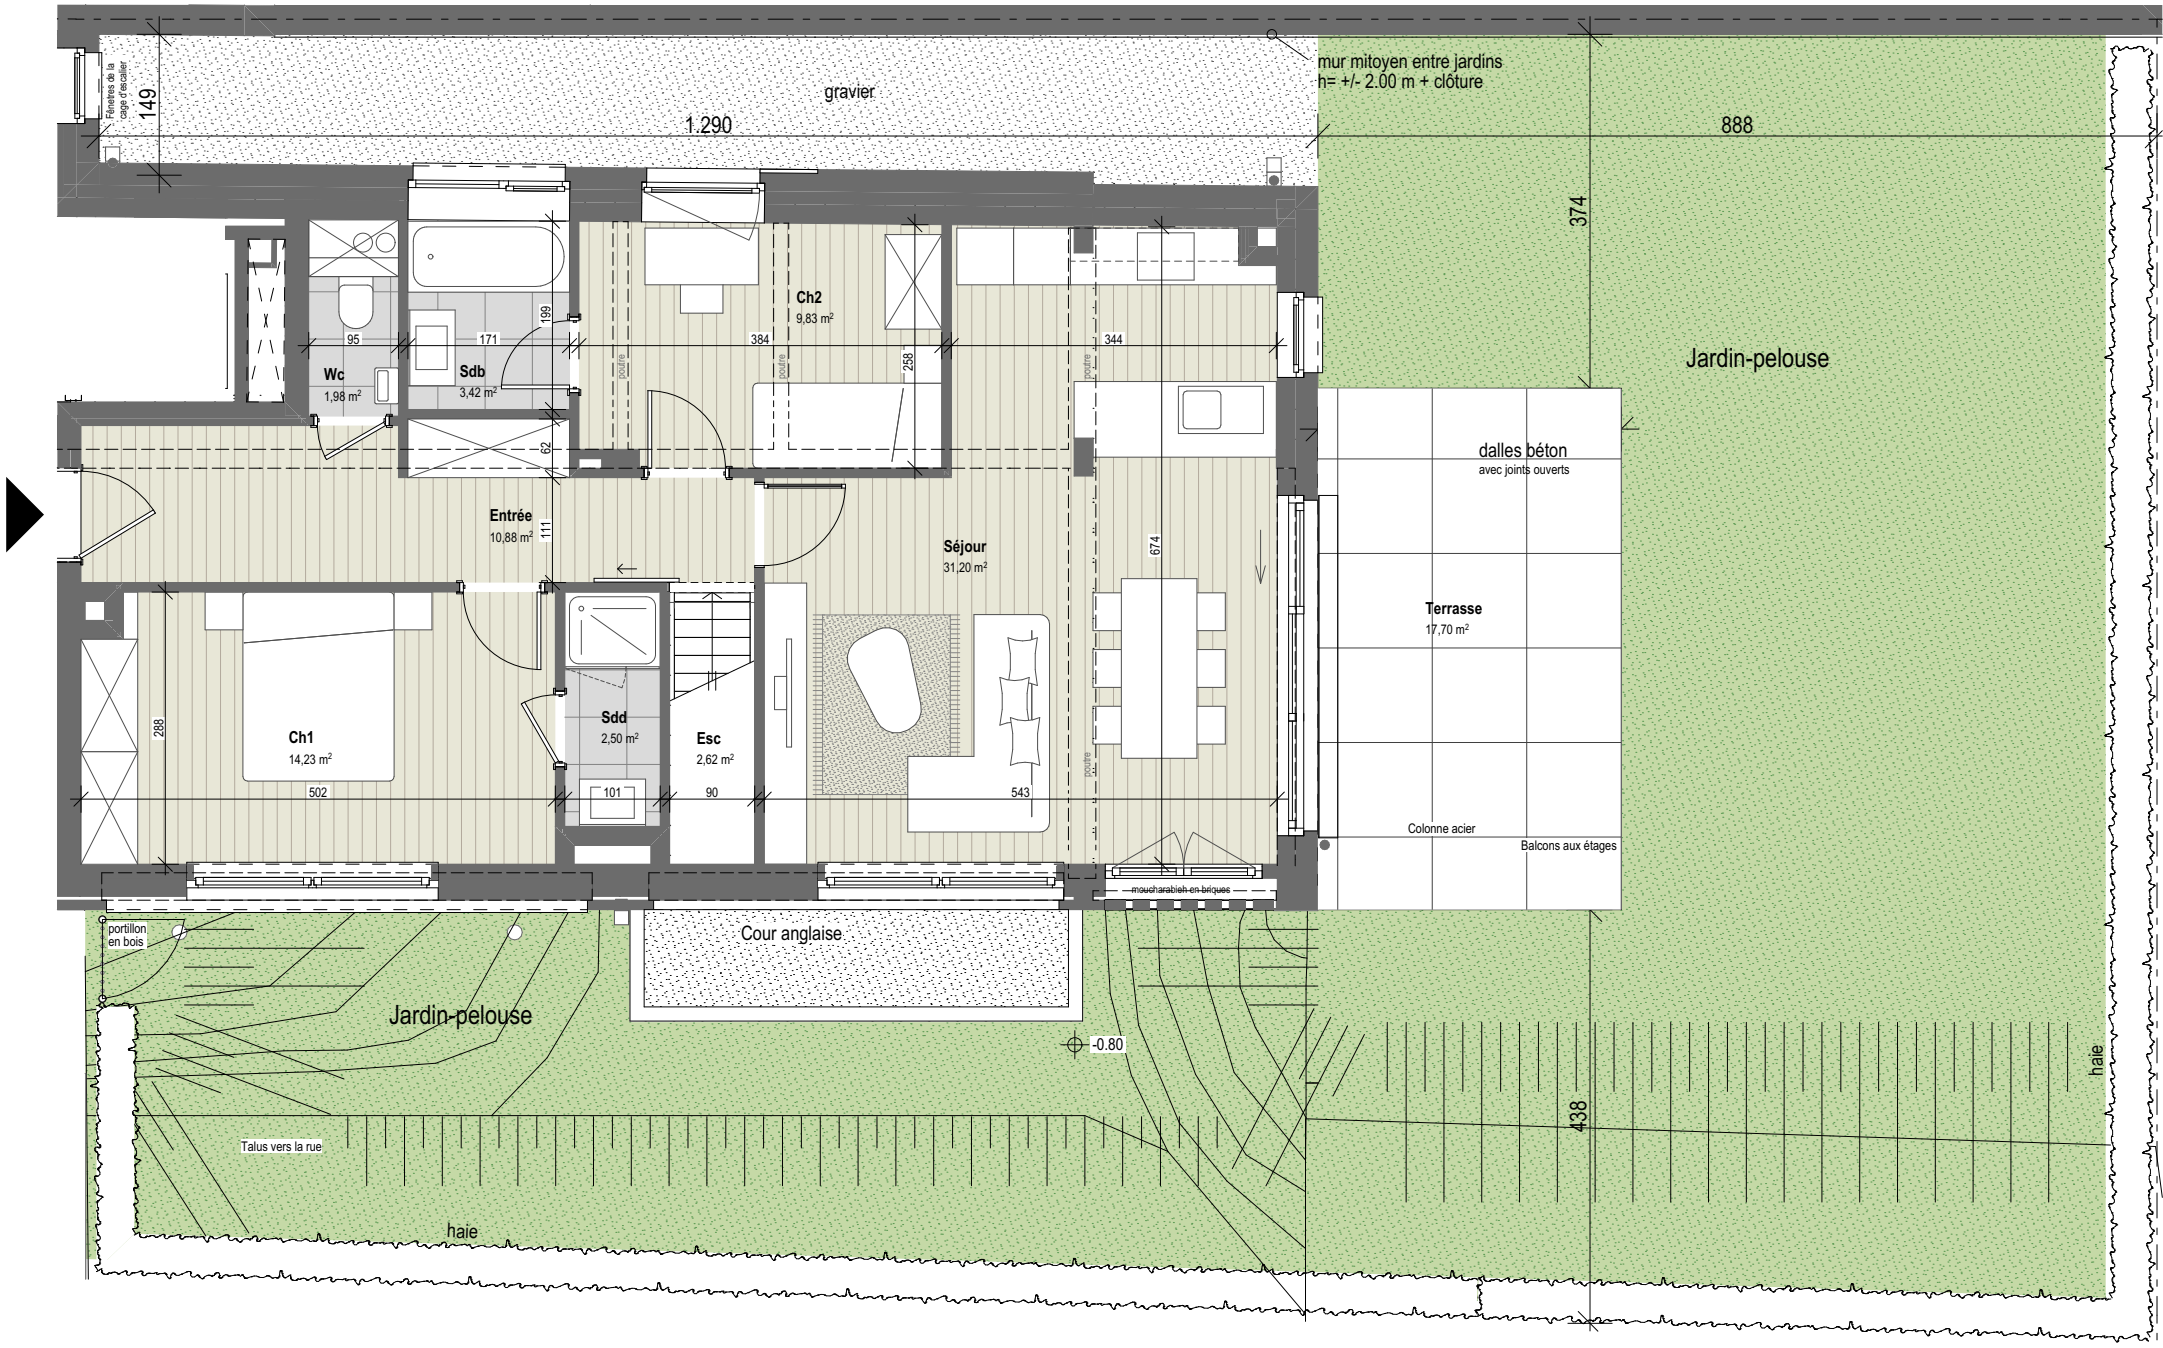 Fénêtres de la
cage d'escalier
149
gravier
1.290
mur mitoyen entre jardins
h= +/- 2.00 m + clôture
888
374
Jardin-pelouse
Wc
1,98 m²
95
Sdb
3,42 m²
171
199
62
Ch2
9,83 m²
384
258
poutre
poutre
poutre
344
Entrée
10,88 m²
111
Séjour
31,20 m²
674
543
poutre
dalles béton
avec joints ouverts
Terrasse
17,70 m²
Colonne acier
Balcons aux étages
Ch1
14,23 m²
288
502
Sdd
2,50 m²
101
Esc
2,62 m²
90
moucharabieh en briques
portillon
en bois
Cour anglaise
Jardin-pelouse
-0.80
438
haie
Talus vers la rue
haie